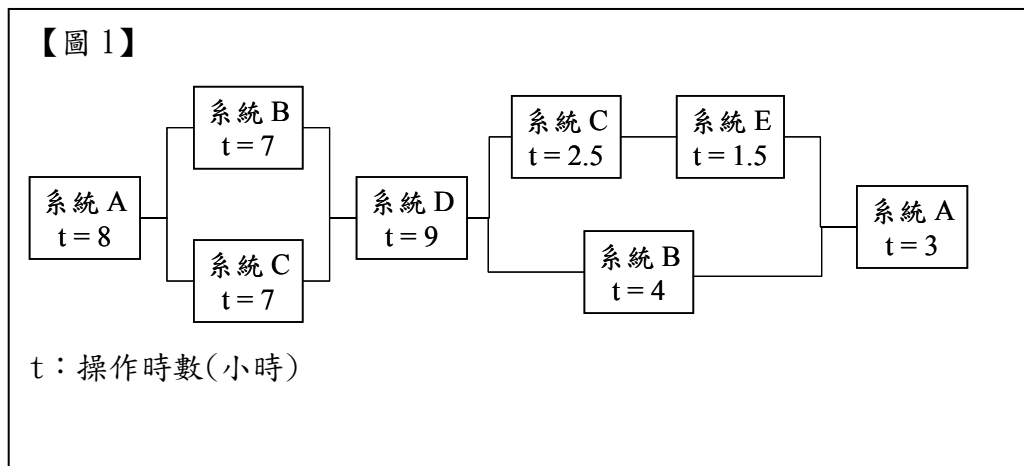 【圖 1】
系統 B
t = 7
系統 C
t = 2.5
系統 E
t = 1.5
系統 A
t = 8
系統 D
t = 9
系統 A
t = 3
系統 C
t = 7
系統 B
t = 4
t：操作時數(小時)